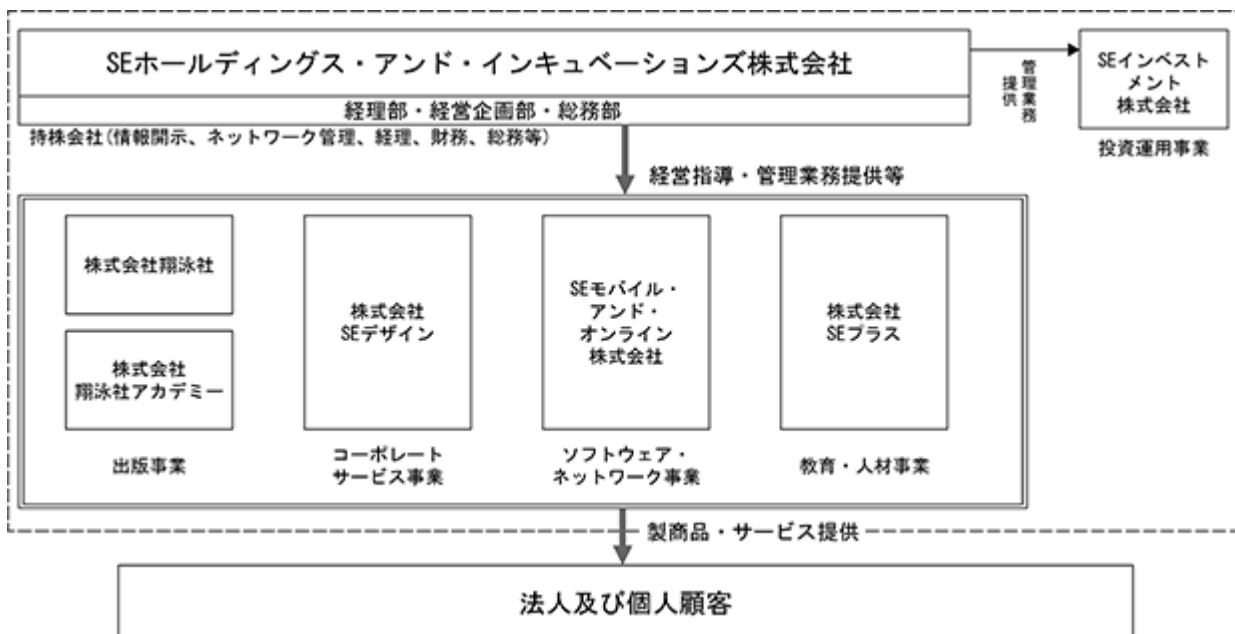 SEホールディングス・アンド・インキュベーションズ株式会社
経理部・経営企画部・総務部
持株会社(情報開示、ネットワーク管理、経理、財務、総務等)
管理業務
提供
SEインベスト
メント
株式会社
投資運用事業
経営指導・管理業務提供等
株式会社翔泳社
株式会社
翔泳社アカデミー
出版事業
株式会社
SEデザイン
コーポレート
サービス事業
SEモバイル・
アンド・
オンライン
株式会社
ソフトウェア・
ネットワーク事業
株式会社
SEプラス
教育・人材事業
製商品・サービス提供
法人及び個人顧客